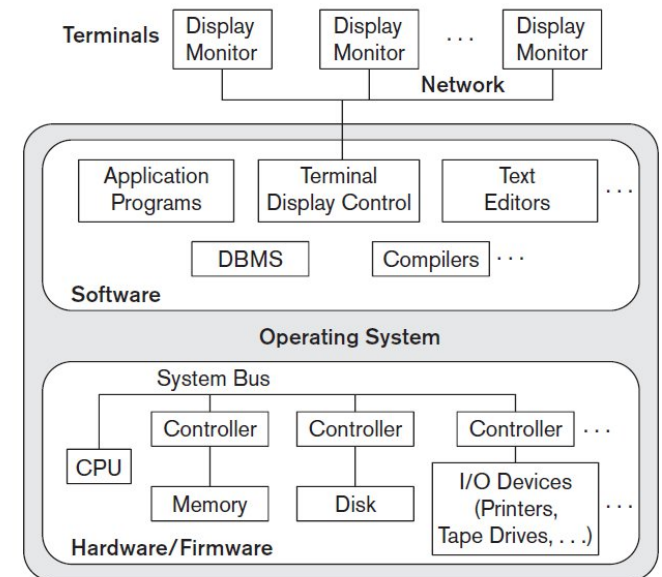 Terminals
Display
Monitor
Display
Monitor
. . .
Display
Monitor
Network
Application
Programs
Terminal
Display Control
Text
Editors
. . .
DBMS
Compilers
. . .
Software
Operating System
System Bus
CPU
Controller
Controller
Controller
. . .
Memory
Disk
I/O Devices
(Printers,
Tape Drives, . . .)
. . .
Hardware/Firmware